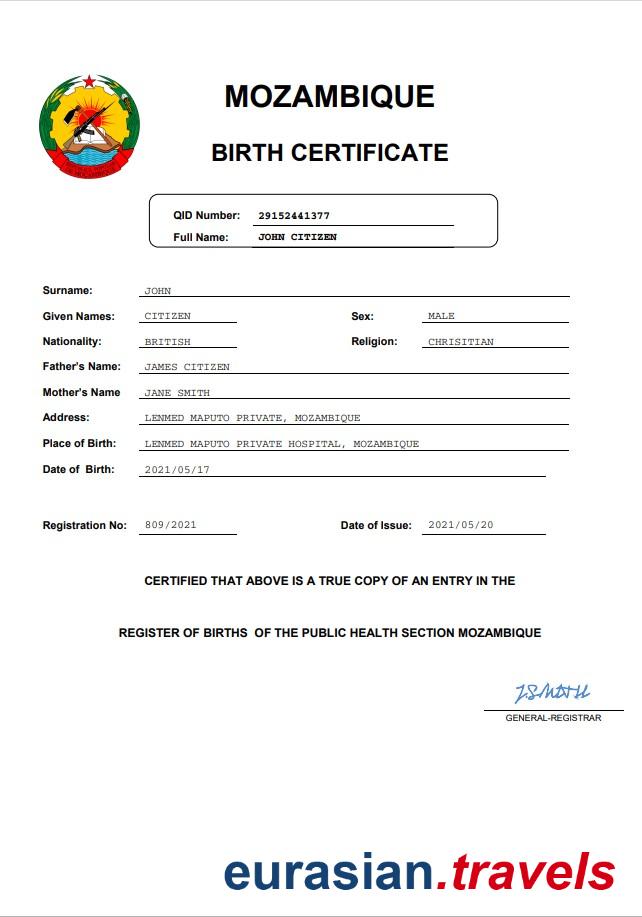 MOZAMBIQUE
BIRTH CERTIFICATE
QID Number: 29152441377
Full Name: JOHN CITIZEN
Surname: JOHN
Given Names: CITIZEN Sex: MALE
Nationality: BRITISH Religion: CHRISITIAN
Father's Name: JAMES CITIZEN
Mother's Name JANE SMITH
Address: LENMED MAPUTO PRIVATE, MOZAMBIQUE
Place of Birth: LENMED MAPUTO PRIVATE HOSPITAL, MOZAMBIQUE
Date of Birth: 2021/05/17
Registration No: 809/2021 Date of Issue: 2021/05/20
CERTIFIED THAT ABOVE IS A TRUE COPY OF AN ENTRY IN THE
REGISTER OF BIRTHS OF THE PUBLIC HEALTH SECTION MOZAMBIQUE
J.SMITH
GENERAL-REGISTRAR
eurasian.travels